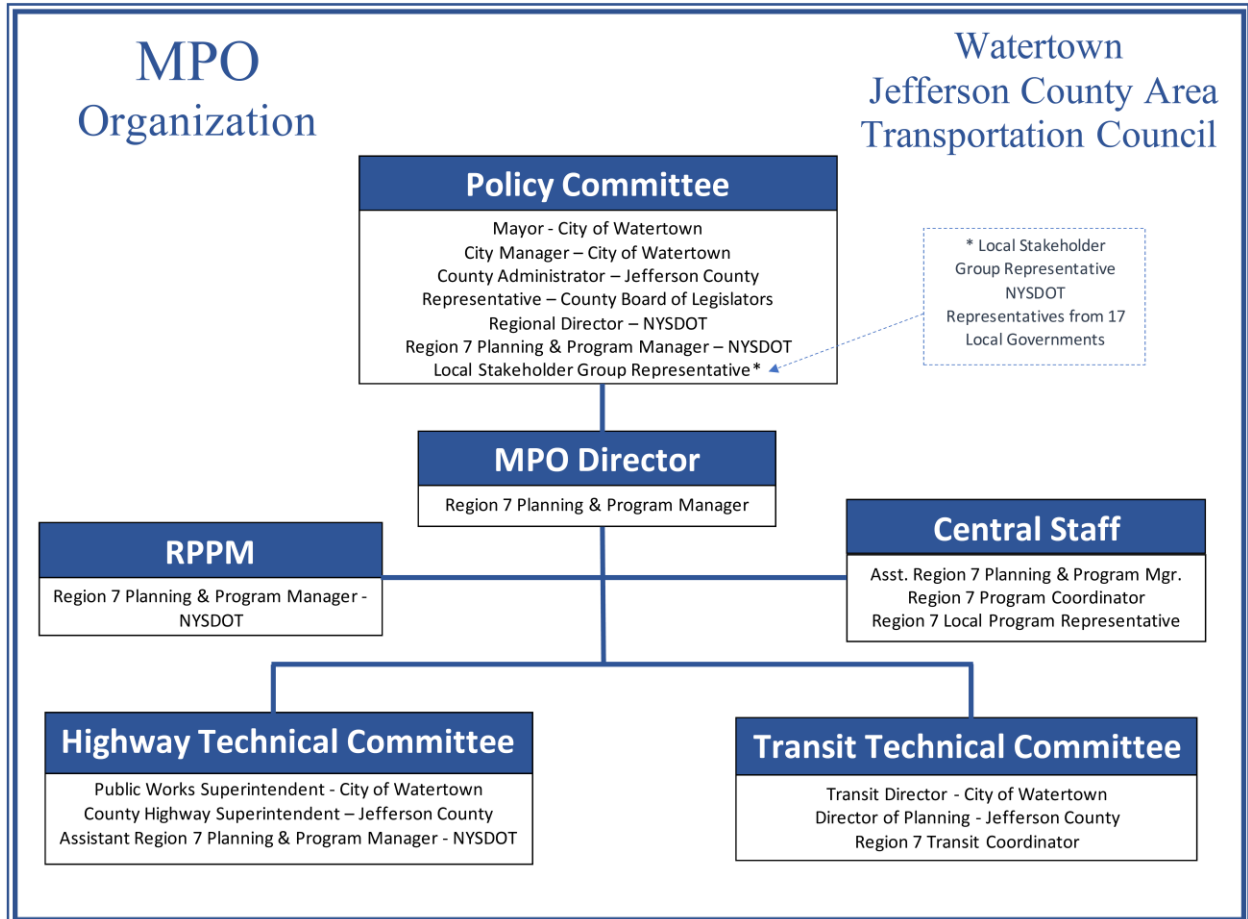 MPO
Organization
Watertown
Jefferson County Area
Transportation Council
Policy Committee
Mayor - City of Watertown
City Manager – City of Watertown
County Administrator – Jefferson County
Representative – County Board of Legislators
Regional Director – NYSDOT
Region 7 Planning & Program Manager – NYSDOT
Local Stakeholder Group Representative*
* Local Stakeholder
Group Representative
NYSDOT
Representatives from 17
Local Governments
MPO Director
Region 7 Planning & Program Manager
RPPM
Region 7 Planning & Program Manager -
NYSDOT
Central Staff
Asst. Region 7 Planning & Program Mgr.
Region 7 Program Coordinator
Region 7 Local Program Representative
Highway Technical Committee
Public Works Superintendent - City of Watertown
County Highway Superintendent – Jefferson County
Assistant Region 7 Planning & Program Manager - NYSDOT
Transit Technical Committee
Transit Director - City of Watertown
Director of Planning - Jefferson County
Region 7 Transit Coordinator